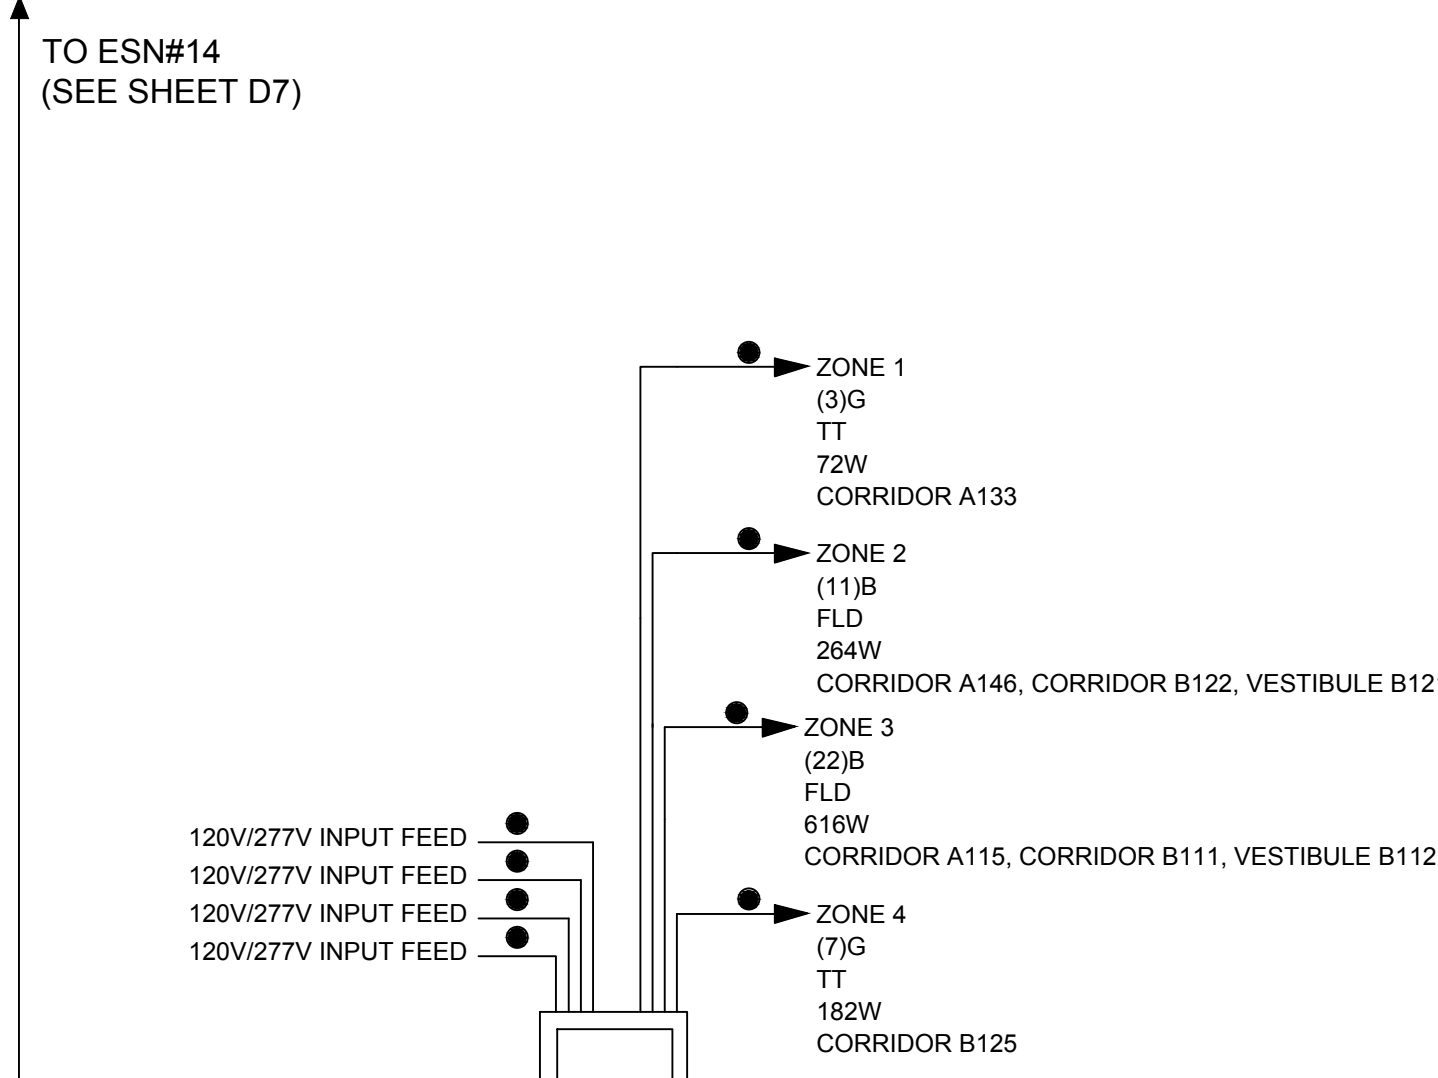 TO ESN#14
(SEE SHEET D7)
ZONE 1
(3)G
TT
72W
CORRIDOR A133
ZONE 2
(11)B
FLD
264W
CORRIDOR A146, CORRIDOR B122, VESTIBULE
ZONE 3
(22)B
FLD
616W
CORRIDOR A115, CORRIDOR B111, VESTIBULE B112
120V/277V INPUT FEED
120V/277V INPUT FEED
120V/277V INPUT FEED
120V/277V INPUT FEED
ZONE 4
(7)G
TT
182W
CORRIDOR B125